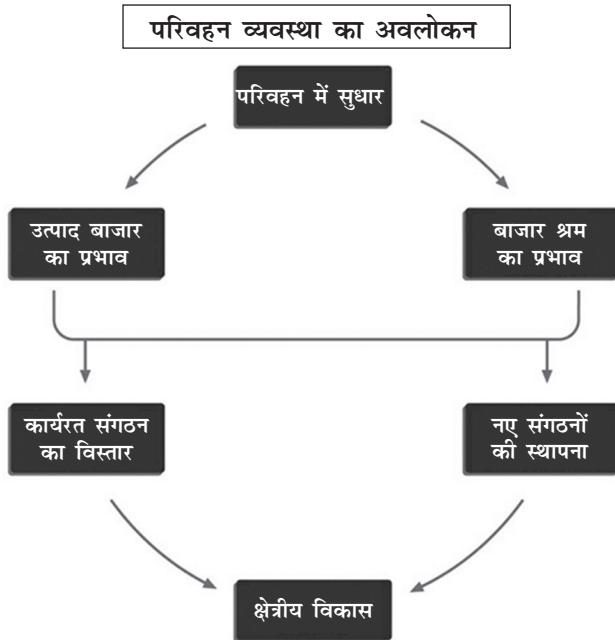 परिवहन व्यवस्था का अवलोकन
परिवहन में सुधार
उत्पाद बाजार
का प्रभाव
बाजार श्रम
का प्रभाव
कार्यरत संगठन
का विस्तार
नए संगठनों
की स्थापना
क्षेत्रीय विकास